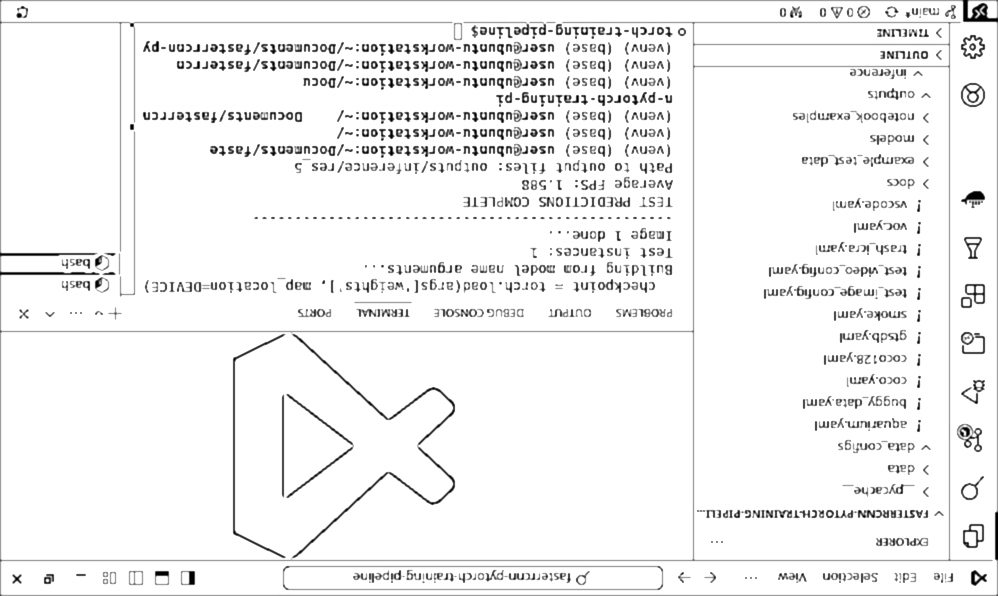 File Edit Selection View ...
fasterrcnn-pytorch-training-pipeline
EXPLORER ...
FASTERRCNN-PYTORCH-TRAINING-PIPELI...
__pycache__
data
data_configs
! aquarium.yaml
! buggy_data.yaml
! coco.yaml
! coco128.yaml
! gtsdb.yaml
! smoke.yaml
! test_image_config.yaml
! test_video_config.yaml
! trash_icra.yaml
! voc.yaml
! vscode.yaml
docs
example_test_data
models
notebook_examples
outputs
inference
OUTLINE
TIMELINE
PROBLEMS OUTPUT DEBUG CONSOLE TERMINAL PORTS
checkpoint = torch.load(args['weights'], map_location=DEVICE)
Building from model name arguments...
Test instances: 1
Image 1 done...
--------------------------------------------------
TEST PREDICTIONS COMPLETE
Average FPS: 1.588
Path to output files: outputs/inference/res_5
(venv) (base) user@ubuntu-workstation:~/Documents/faste
(venv) (base) user@ubuntu-workstation:~/
(venv) (base) user@ubuntu-workstation:~/ Documents/fasterrcn
n-pytorch-training-pi
(venv) (base) user@ubuntu-workstation:~/Docu
(venv) (base) user@ubuntu-workstation:~/Documents/fasterrcn
(venv) (base) user@ubuntu-workstation:~/Documents/fasterrcnn-py
torch-training-pipeline$
bash
bash
main* 0 0 0